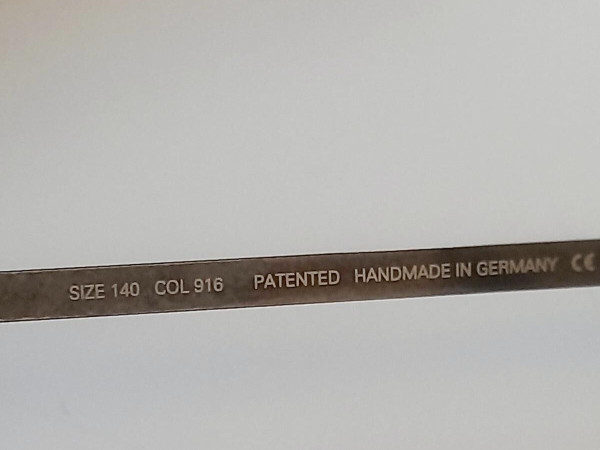 SIZE 140 COL 916 PATENTED HANDMADE IN GERMANY CE